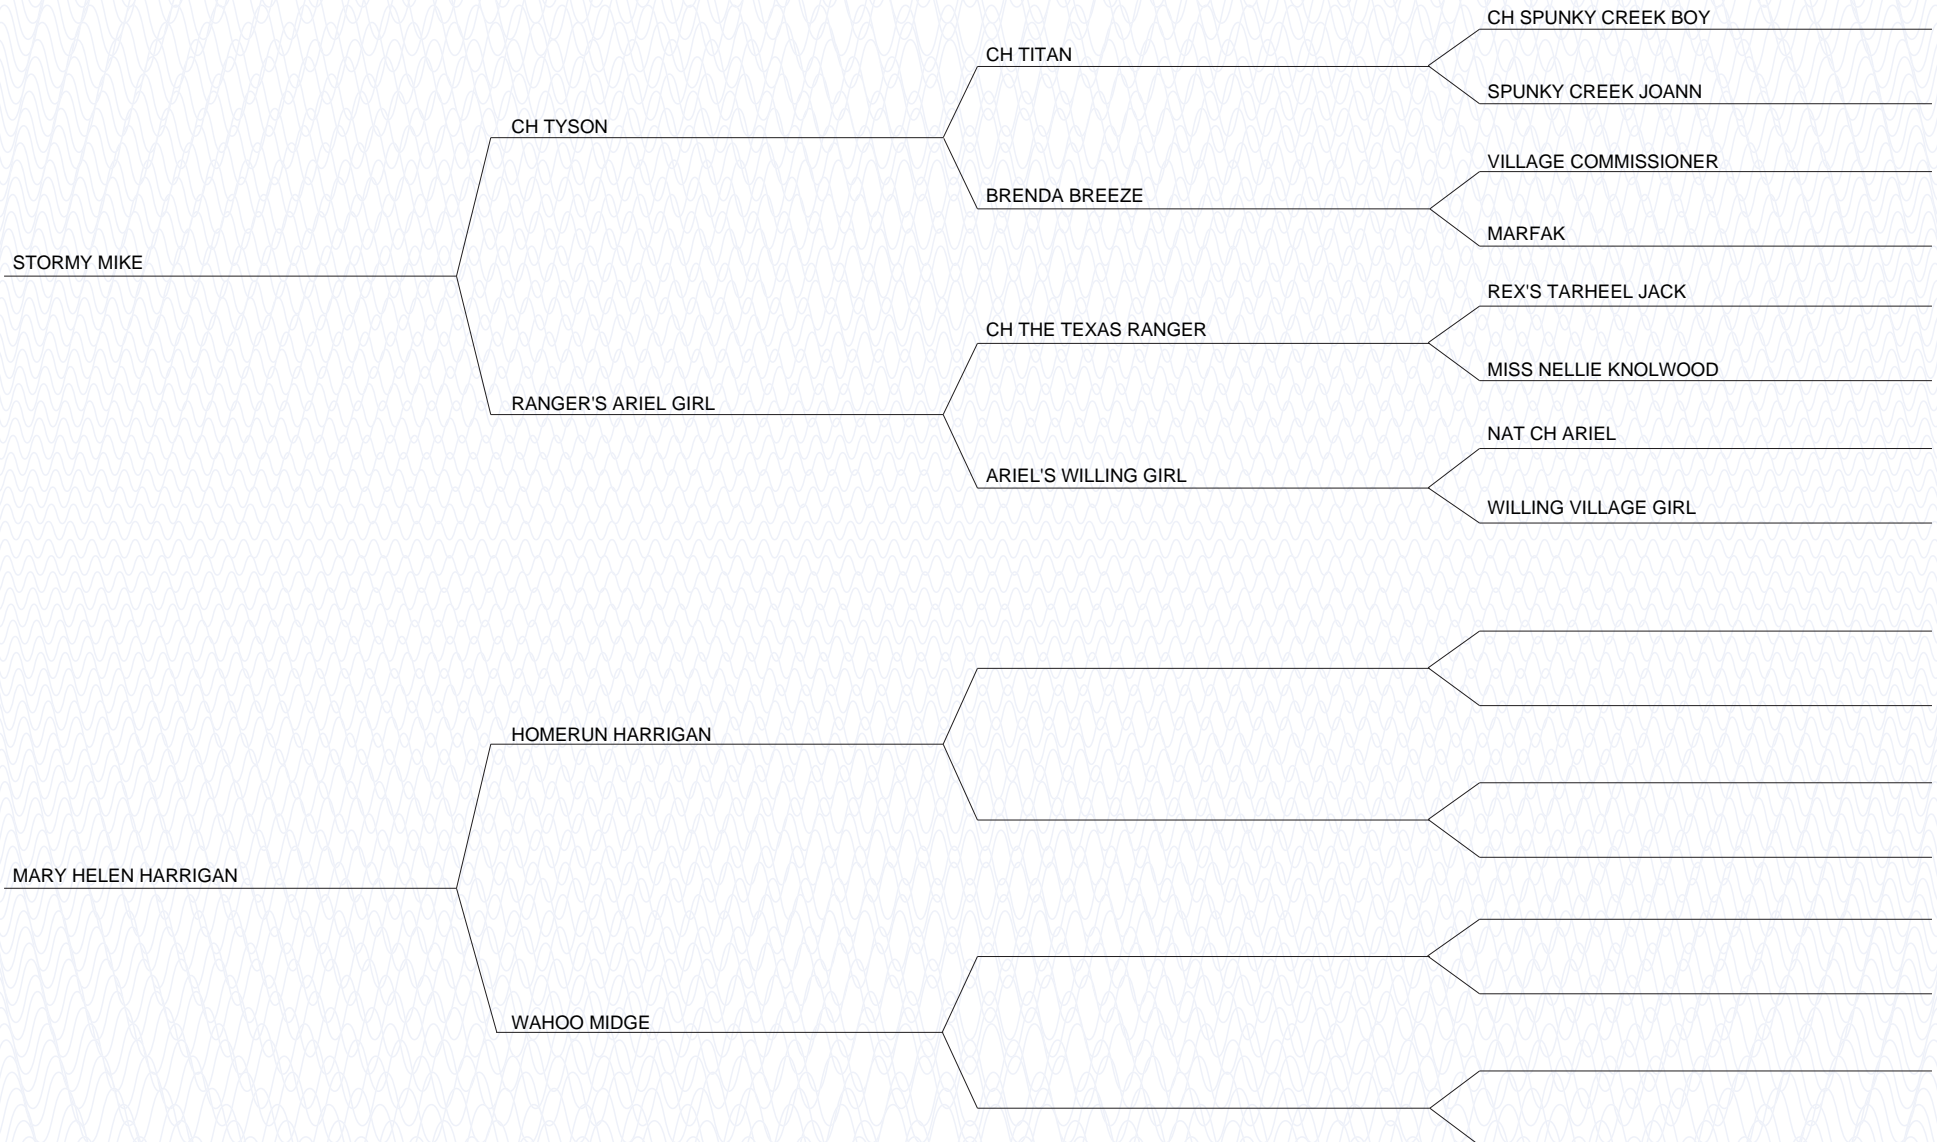 CH SPUNKY CREEK BOY
CH TITAN
SPUNKY CREEK JOANN
CH TYSON
VILLAGE COMMISSIONER
BRENDA BREEZE
MARFAK
STORMY MIKE
REX'S TARHEEL JACK
CH THE TEXAS RANGER
MISS NELLIE KNOLWOOD
RANGER'S ARIEL GIRL
NAT CH ARIEL
ARIEL'S WILLING GIRL
WILLING VILLAGE GIRL
HOMERUN HARRIGAN
MARY HELEN HARRIGAN
WAHOO MIDGE